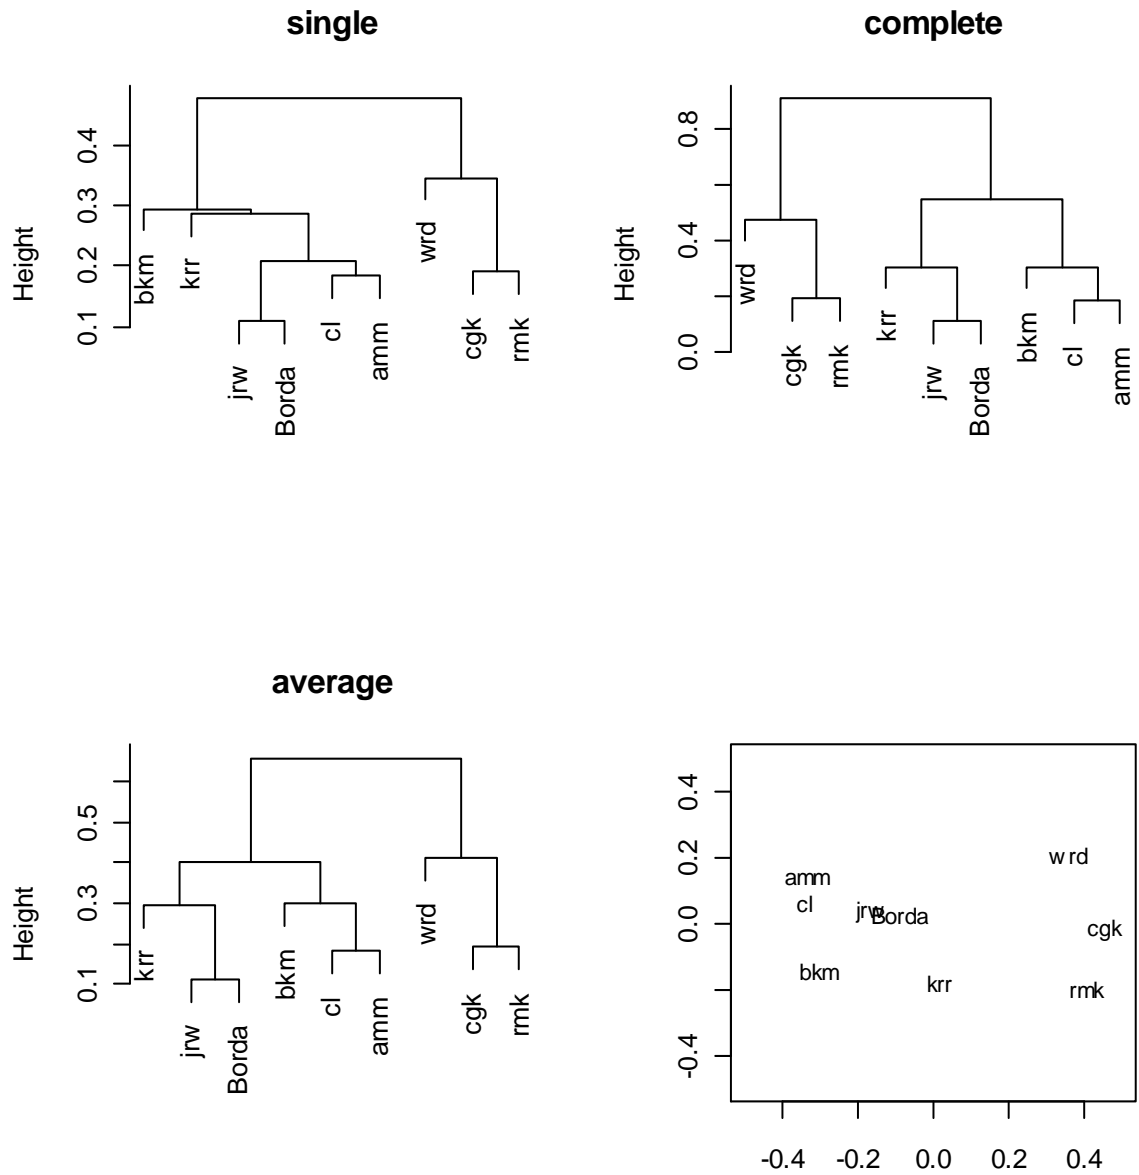 single
Height
0.1
0.2
0.3
0.4
bkm
krr
jrw
Borda
cl
amm
wrd
cgk
rmk
complete
Height
0.0
0.4
0.8
wrd
cgk
rmk
krr
jrw
Borda
bkm
cl
amm
average
Height
0.1
0.3
0.5
krr
jrw
Borda
bkm
cl
amm
wrd
cgk
rmk
-0.4
0.0
0.2
0.4
wrd
amm
cl
jrw
Borda
cgk
bkm
krr
rmk
-0.4 -0.2 0.0 0.2 0.4